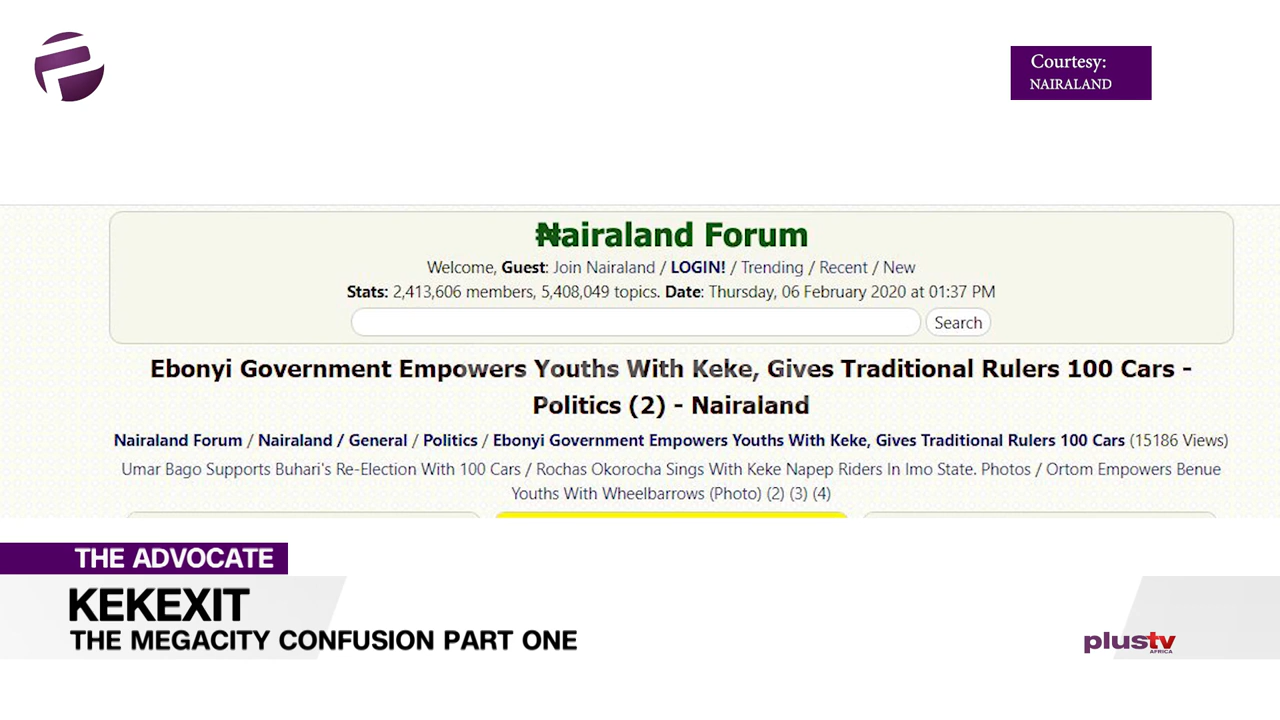 Courtesy:
NAIRALAND
₦airaland Forum
Welcome, Guest: Join Nairaland / LOGIN! / Trending / Recent / New
Stats: 2,413,606 members, 5,408,049 topics. Date: Thursday, 06 February 2020 at 01:37 PM
Search
Ebonyi Government Empowers Youths With Keke, Gives Traditional Rulers 100 Cars -
Politics (2) - Nairaland
Nairaland Forum / Nairaland / General / Politics / Ebonyi Government Empowers Youths With Keke, Gives Traditional Rulers 100 Cars (15186 Views)
Umar Bago Supports Buhari's Re-Election With 100 Cars / Rochas Okorocha Sings With Keke Napep Riders In Imo State. Photos / Ortom Empowers Benue
Youths With Wheelbarrows (Photo) (2) (3) (4)
THE ADVOCATE
KEKEXIT
THE MEGACITY CONFUSION PART ONE
plustv
AFRICA